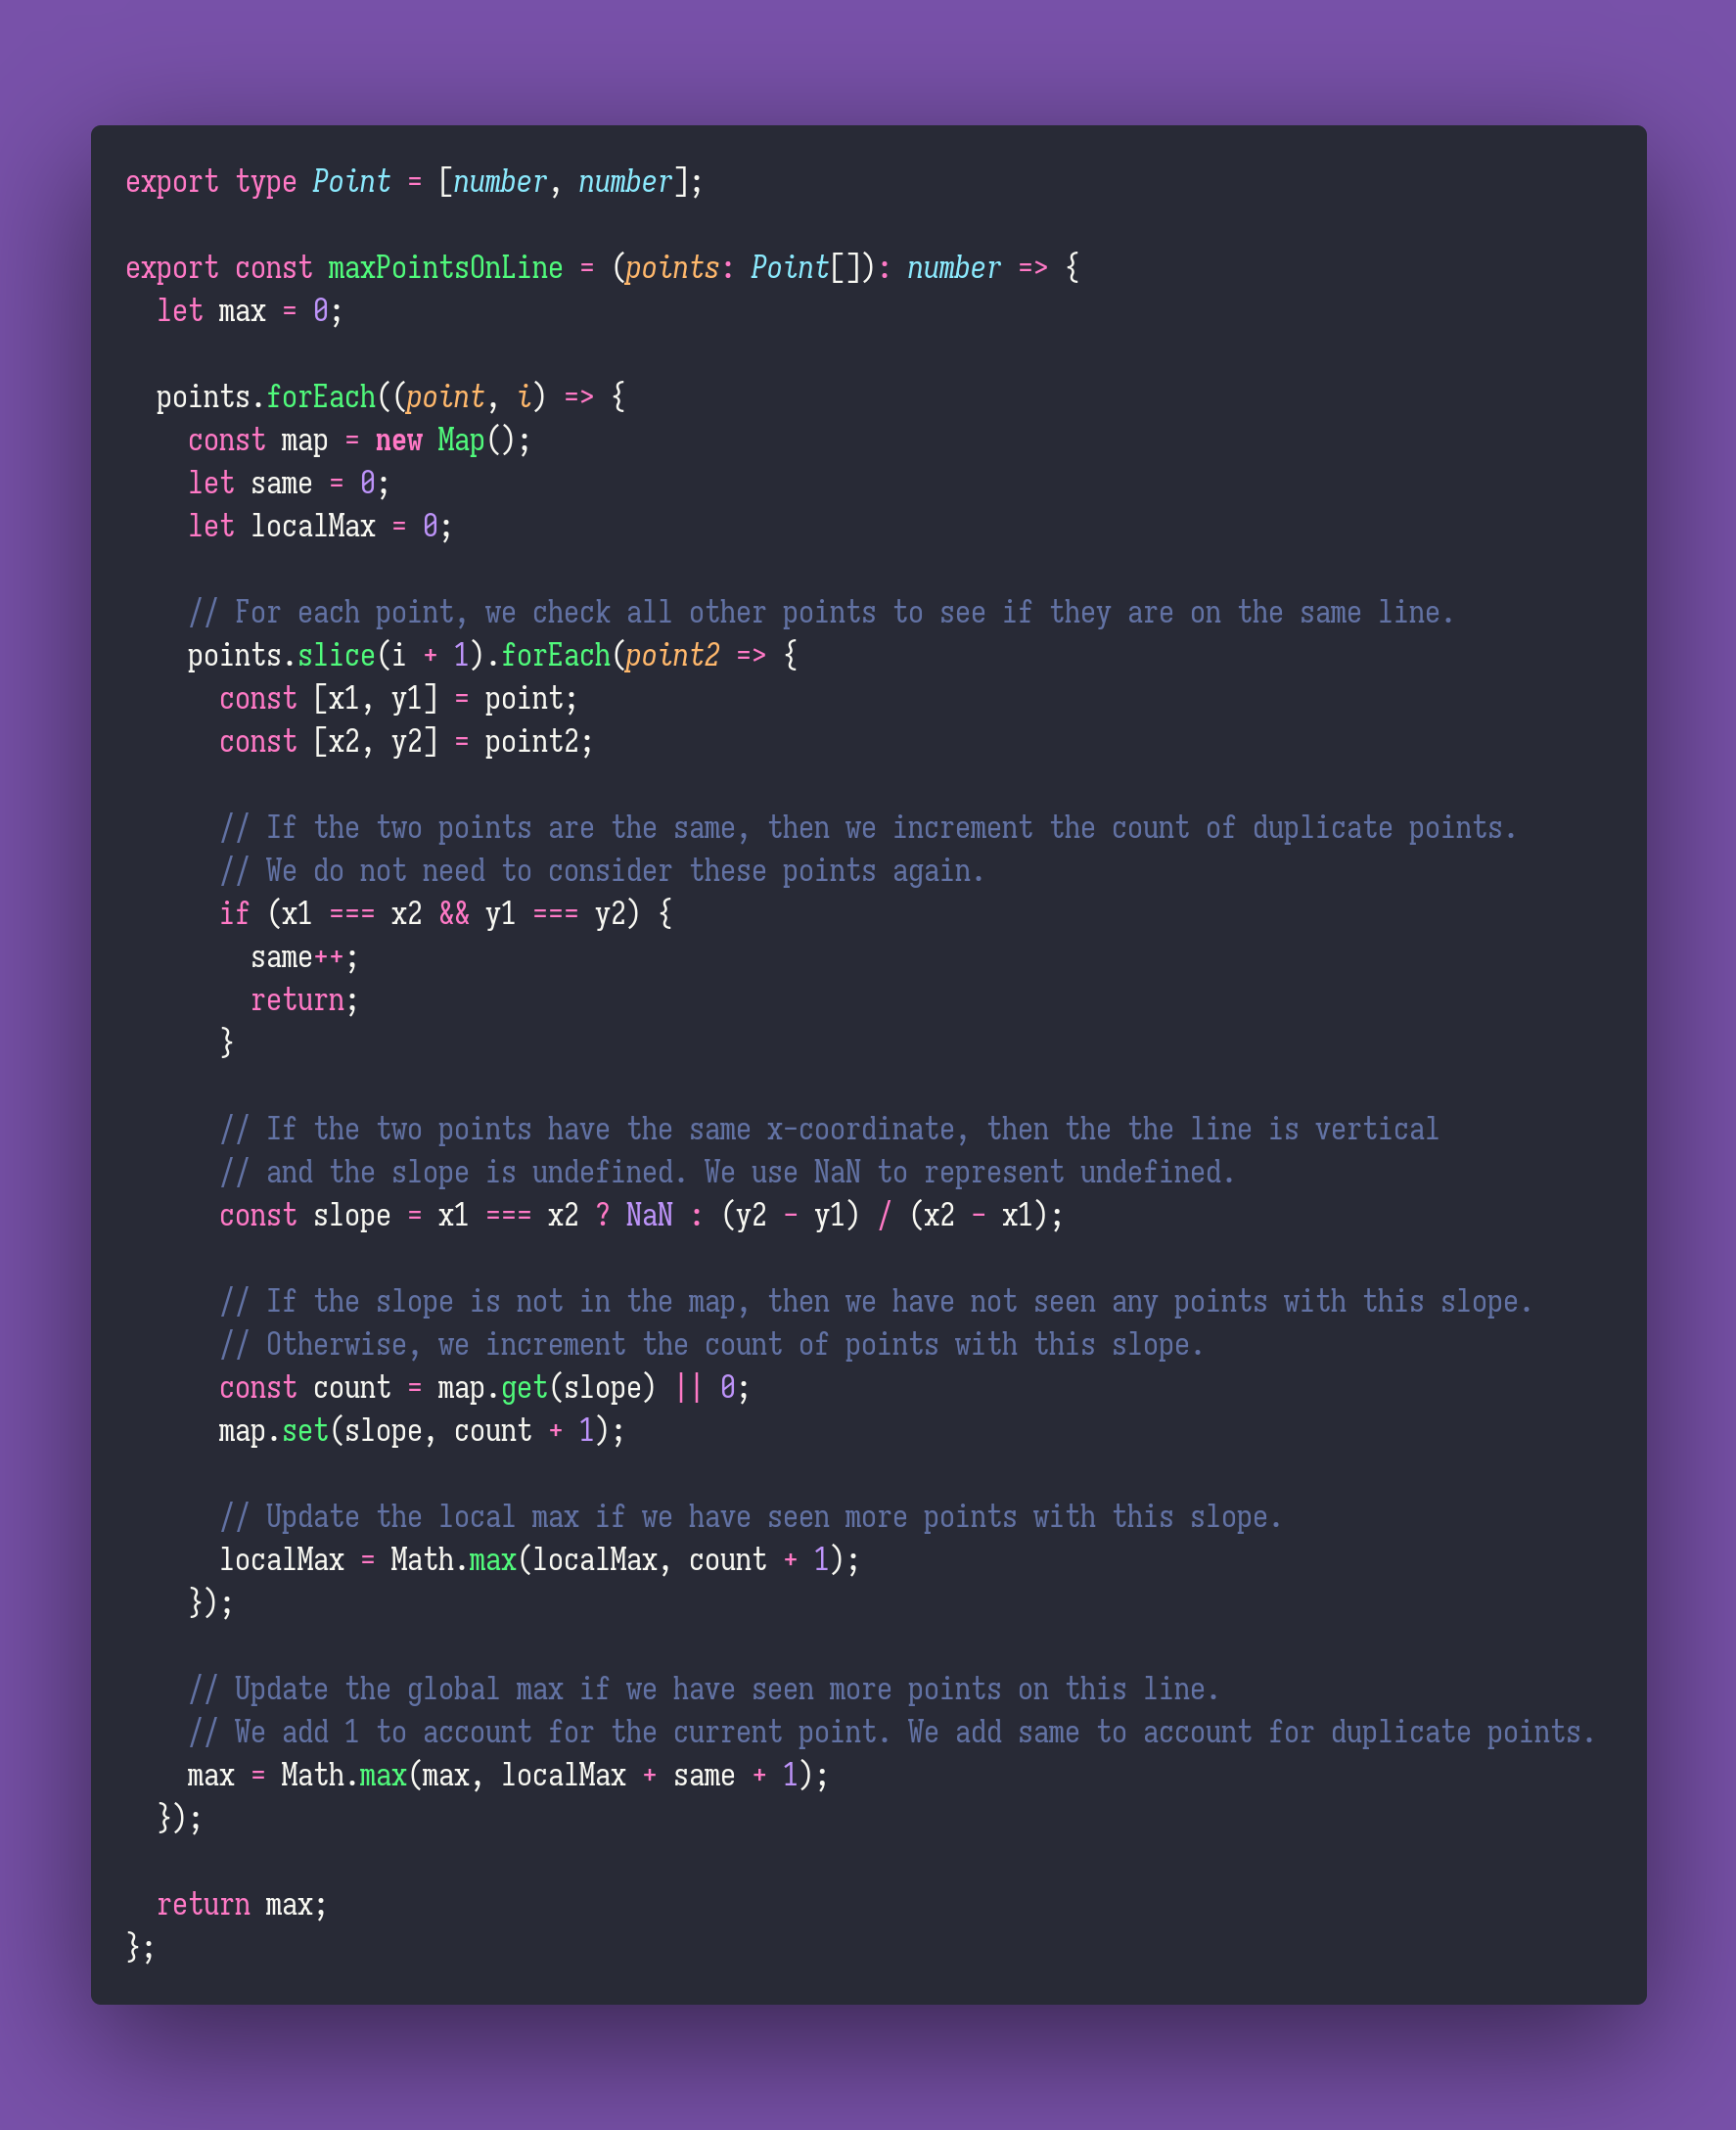 export type Point = [number, number];

export const maxPointsOnLine = (points: Point[]): number => {
  let max = 0;

  points.forEach((point, i) => {
    const map = new Map();
    let same = 0;
    let localMax = 0;

    // For each point, we check all other points to see if they are on the same line.
    points.slice(i + 1).forEach(point2 => {
      const [x1, y1] = point;
      const [x2, y2] = point2;

      // If the two points are the same, then we increment the count of duplicate points.
      // We do not need to consider these points again.
      if (x1 === x2 && y1 === y2) {
        same++;
        return;
      }

      // If the two points have the same x-coordinate, then the the line is vertical
      // and the slope is undefined. We use NaN to represent undefined.
      const slope = x1 === x2 ? NaN : (y2 - y1) / (x2 - x1);

      // If the slope is not in the map, then we have not seen any points with this slope.
      // Otherwise, we increment the count of points with this slope.
      const count = map.get(slope) || 0;
      map.set(slope, count + 1);

      // Update the local max if we have seen more points with this slope.
      localMax = Math.max(localMax, count + 1);
    });

    // Update the global max if we have seen more points on this line.
    // We add 1 to account for the current point. We add same to account for duplicate points.
    max = Math.max(max, localMax + same + 1);
  });

  return max;
};